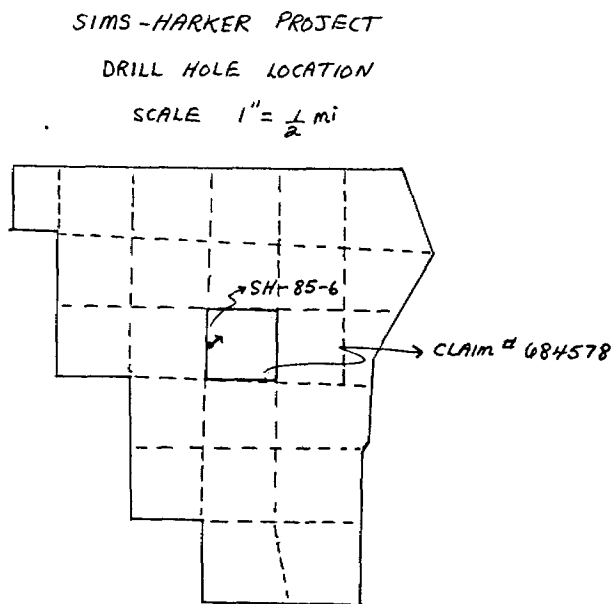 SIMS-HARKER PROJECT
DRILL HOLE LOCATION
SCALE 1" = 1/2 mi
SH-85-6
CLAIM # 684578